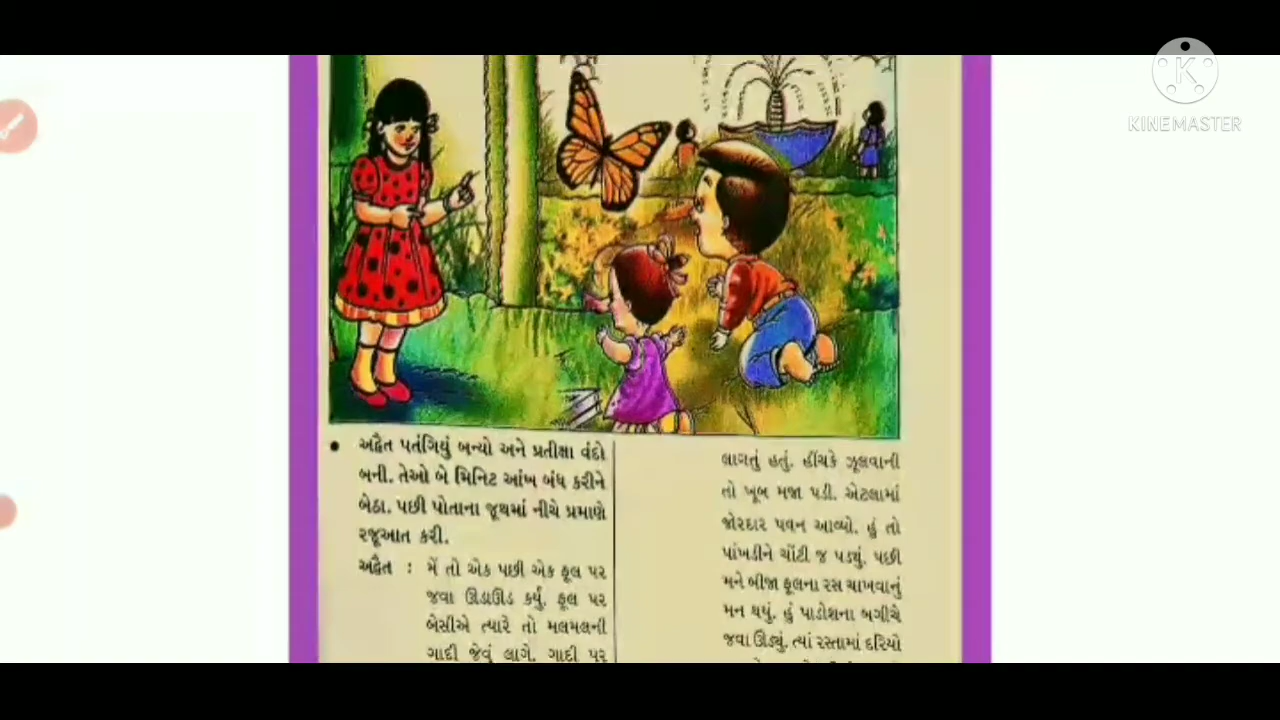 KINEMASTER
• અદ્વૈત પતંગિયું બન્યો અને પ્રતીક્ષા વંદો
બની. તેઓ બે મિનિટ આંખ બંધ કરીને
બેઠા. પછી પોતાના જૂથમાં નીચે પ્રમાણે
રજૂઆત કરી.
અદ્વૈત : મેં તો એક પછી એક ફૂલ પર
જવા ઊડાઊડ કર્યું. ફૂલ પર
બેસીએ ત્યારે તો મલમલની
ગાદી જેવું લાગે. ગાદી પર
લાગતું હતું. હીંચકે ઝૂલવાની
તો ખૂબ મજા પડી. એટલામાં
જોરદાર પવન આવ્યો. હું તો
પાંખડીને ચોંટી જ પડ્યું. પછી
મને બીજા ફૂલના રસ ચાખવાનું
મન થયું. હું પાડોશના બગીચે
જવા ઊડ્યું. ત્યાં રસ્તામાં દરિયો